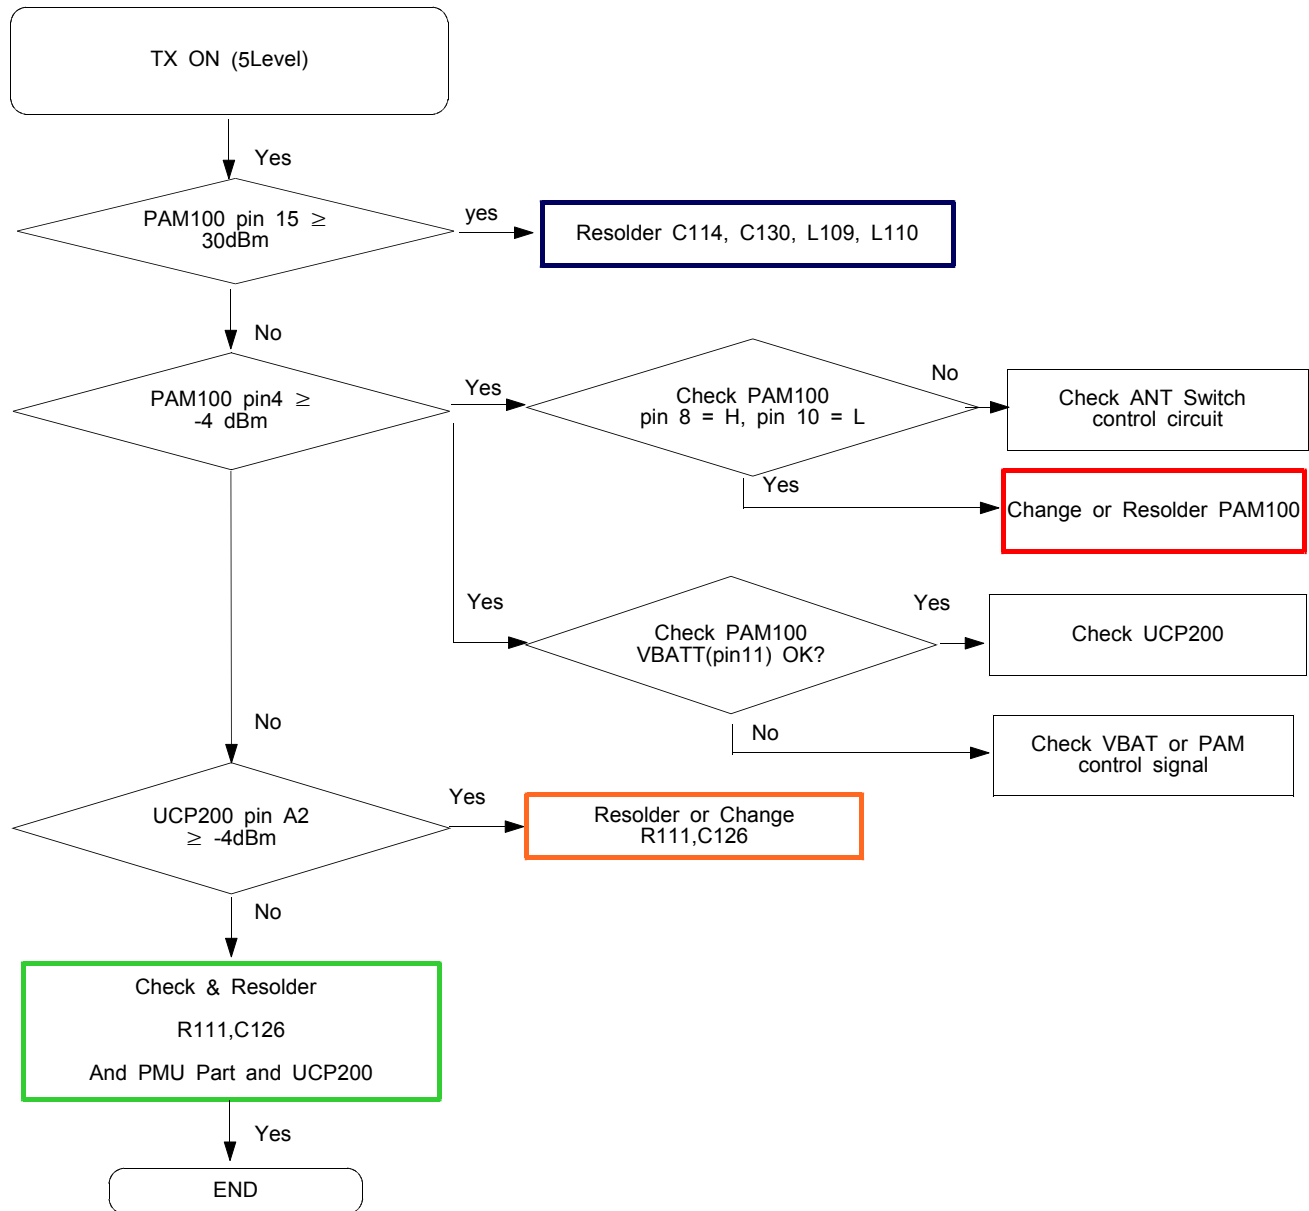 TX ON (5Level)
Yes
PAM100 pin 15 ≥
30dBm
yes
Resolder C114, C130, L109, L110
No
PAM100 pin4 ≥
-4 dBm
Yes
Check PAM100
pin 8 = H, pin 10 = L
No
Check ANT Switch
control circuit
Yes
Change or Resolder PAM100
Yes
Check PAM100
VBATT(pin11) OK?
Yes
Check UCP200
No
Check VBAT or PAM
control signal
No
UCP200 pin A2
≥ -4dBm
Yes
Resolder or Change
R111,C126
No
Check & Resolder
R111,C126
And PMU Part and UCP200
Yes
END